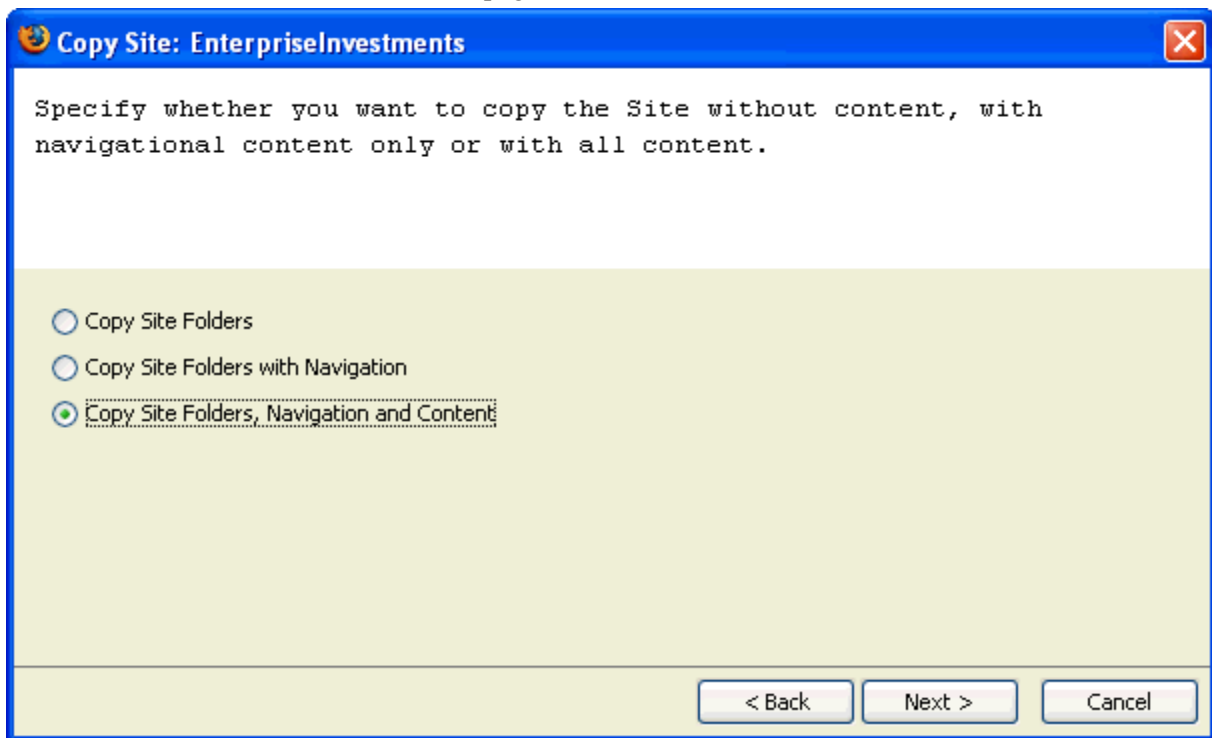 Copy Site: EnterpriseInvestments
Specify whether you want to copy the Site without content, with
navigational content only or with all content.
Copy Site Folders
Copy Site Folders with Navigation
Copy Site Folders, Navigation and Content
< Back
Next >
Cancel